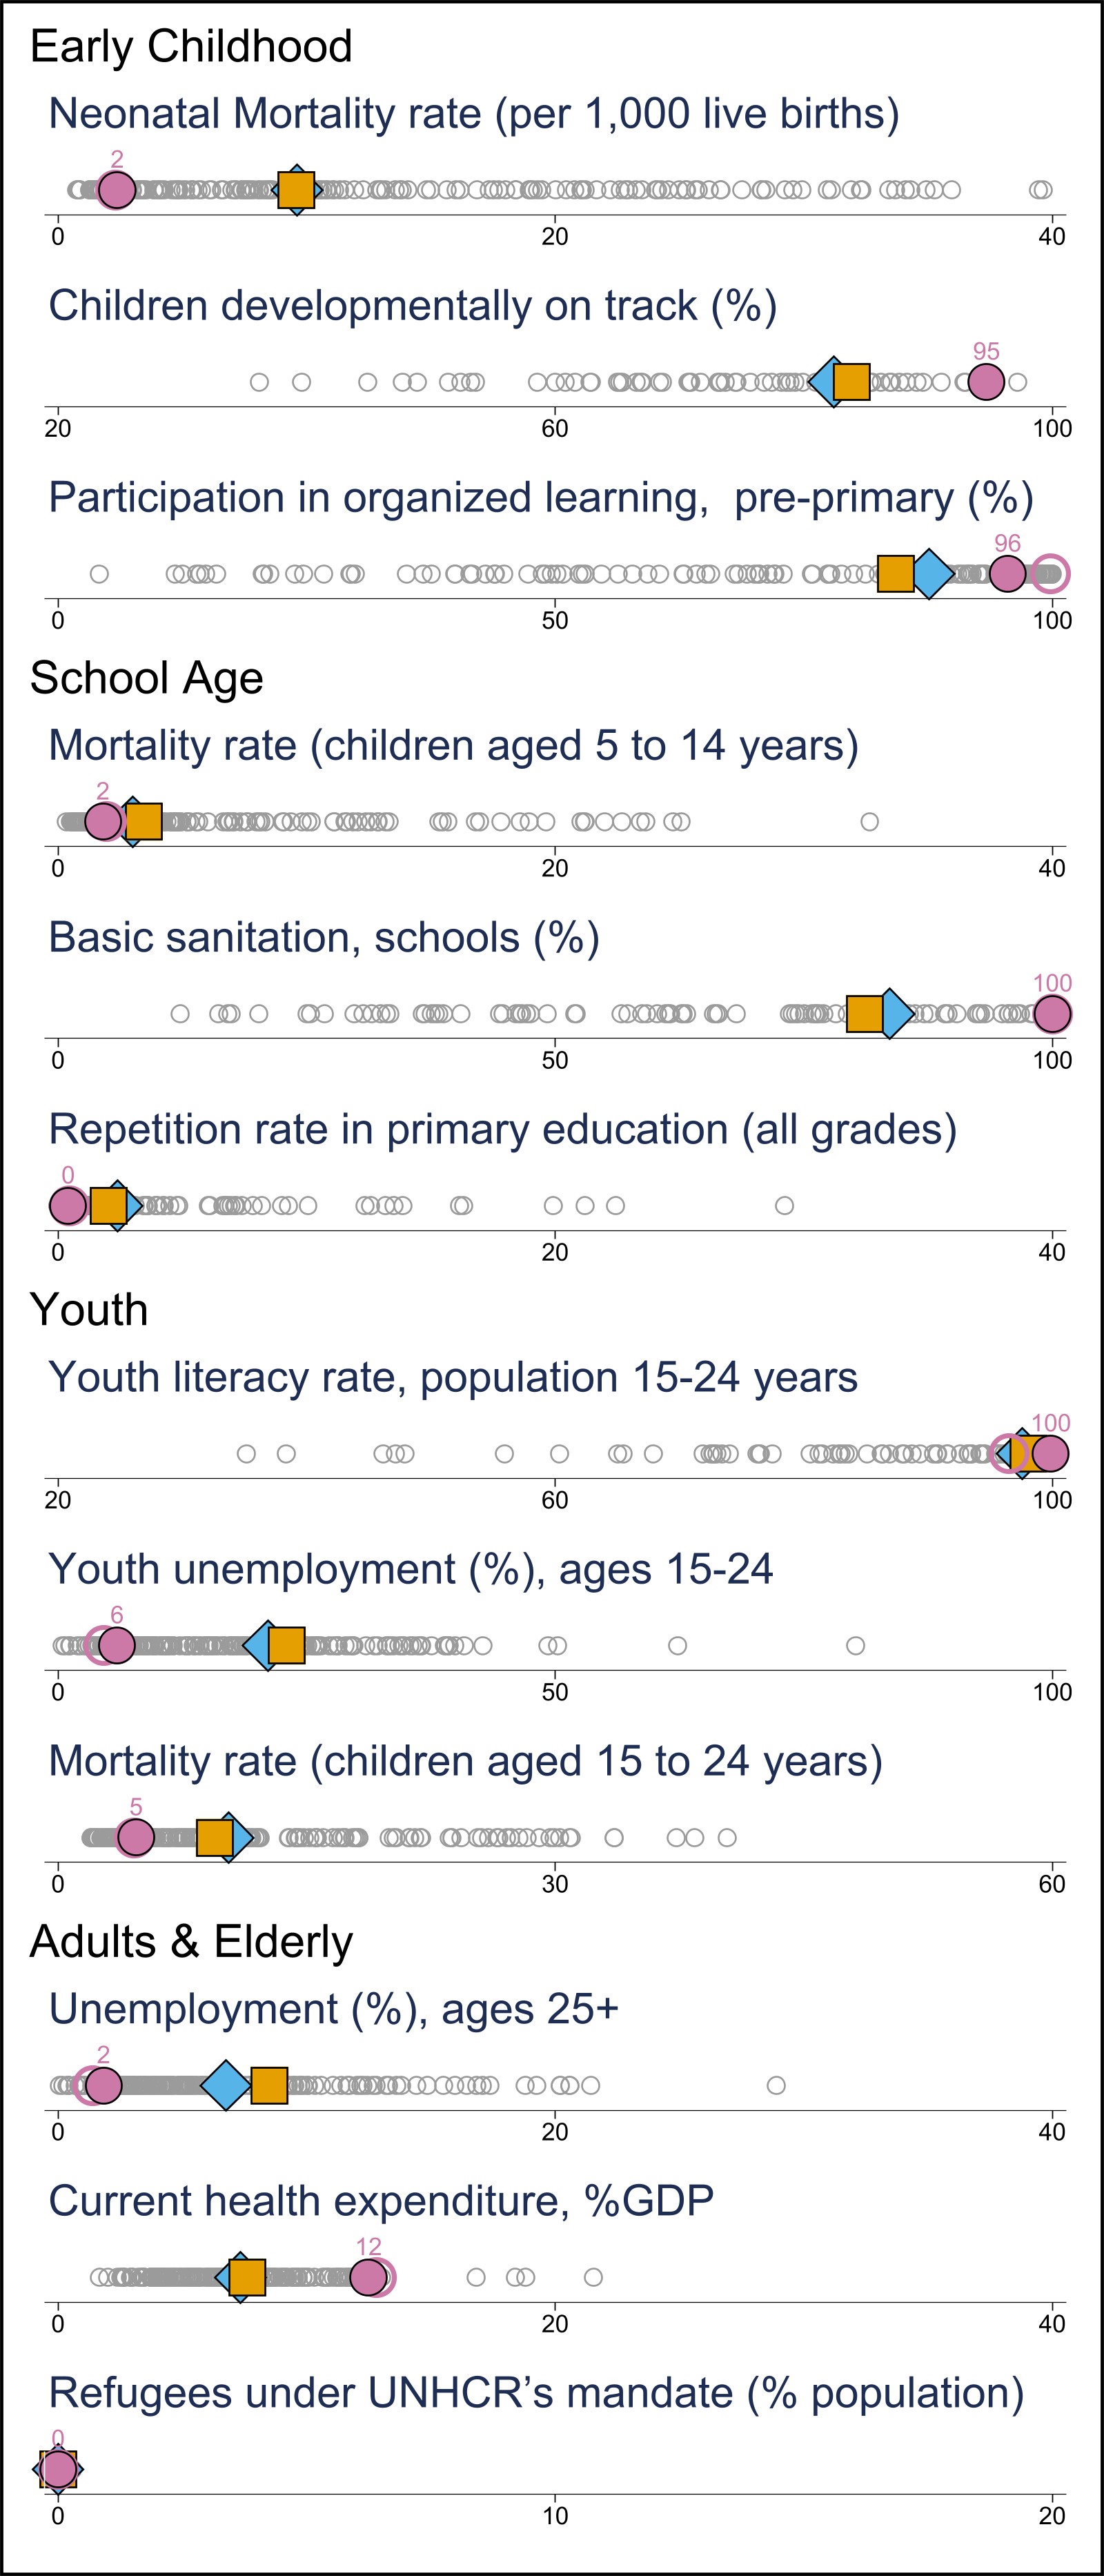 Early Childhood
Neonatal Mortality rate (per 1,000 live births)
2
0 20 40
Children developmentally on track (%)
95
20 60 100
Participation in organized learning, pre-primary (%)
96
0 50 100
School Age
Mortality rate (children aged 5 to 14 years)
2
0 20 40
Basic sanitation, schools (%)
100
0 50 100
Repetition rate in primary education (all grades)
0
0 20 40
Youth
Youth literacy rate, population 15-24 years
100
20 60 100
Youth unemployment (%), ages 15-24
6
0 50 100
Mortality rate (children aged 15 to 24 years)
5
0 30 60
Adults & Elderly
Unemployment (%), ages 25+
2
0 20 40
Current health expenditure, %GDP
12
0 20 40
Refugees under UNHCR’s mandate (% population)
0
0 10 20